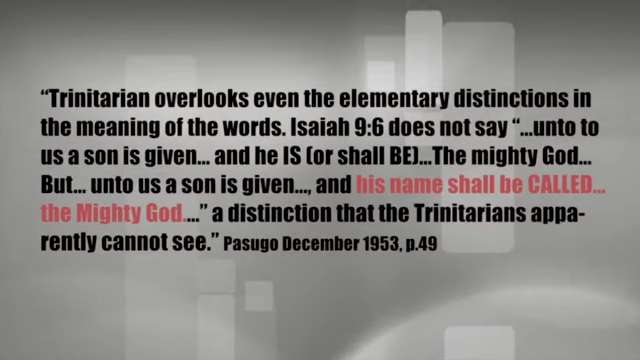 “Trinitarian overlooks even the elementary distinctions in
the meaning of the words. Isaiah 9:6 does not say “...unto to
us a son is given... and he IS (or shall BE)...The mighty God...
But... unto us a son is given..., and his name shall be CALLED...
the Mighty God....” a distinction that the Trinitarians appa-
rently cannot see.” Pasugo December 1953, p.49